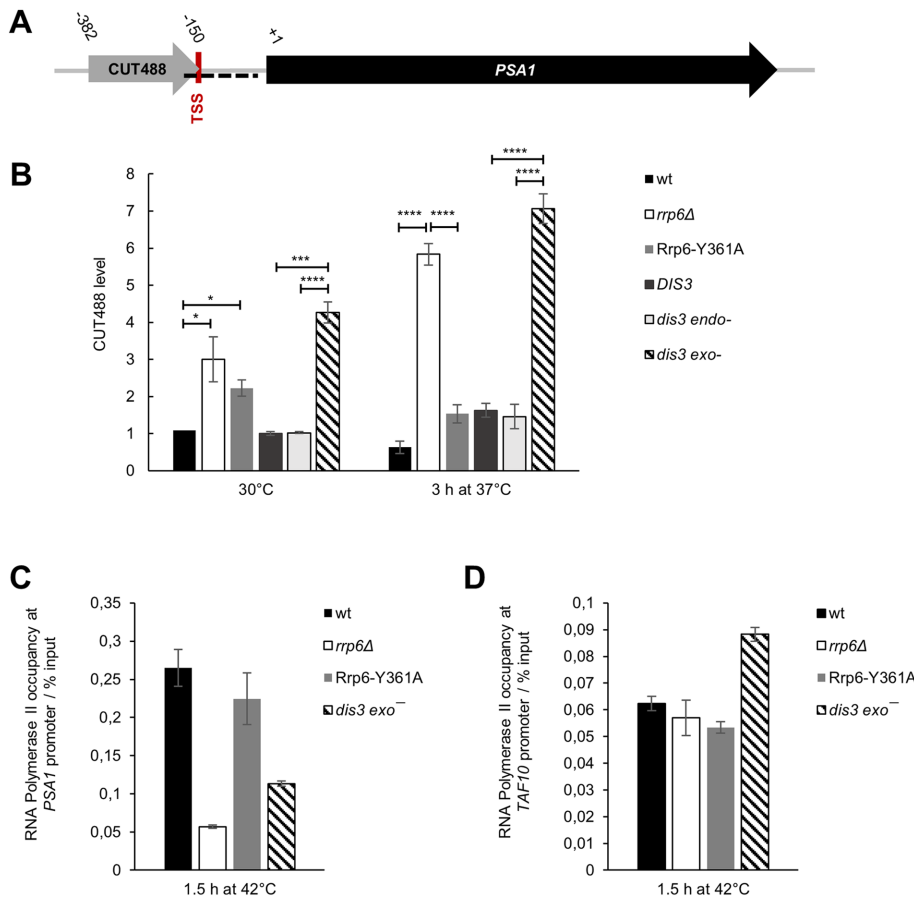 A
-382
-150
+1
CUT488
PSA1
TSS
B
CUT488 level
8
7
6
5
4
3
2
1
0
*
*
***
****
****
****
****
****
30°C
3 h at 37°C
wt
rrp6Δ
Rrp6-Y361A
DIS3
dis3 endo-
dis3 exo-
C
RNA Polymerase II occupancy at
PSA1 promoter / % input
0,35
0,3
0,25
0,2
0,15
0,1
0,05
0
1.5 h at 42°C
wt
rrp6Δ
Rrp6-Y361A
dis3 exo–
D
RNA Polymerase II occupancy at
TAF10 promoter / % input
0,1
0,09
0,08
0,07
0,06
0,05
0,04
0,03
0,02
0,01
0
1.5 h at 42°C
wt
rrp6Δ
Rrp6-Y361A
dis3 exo–